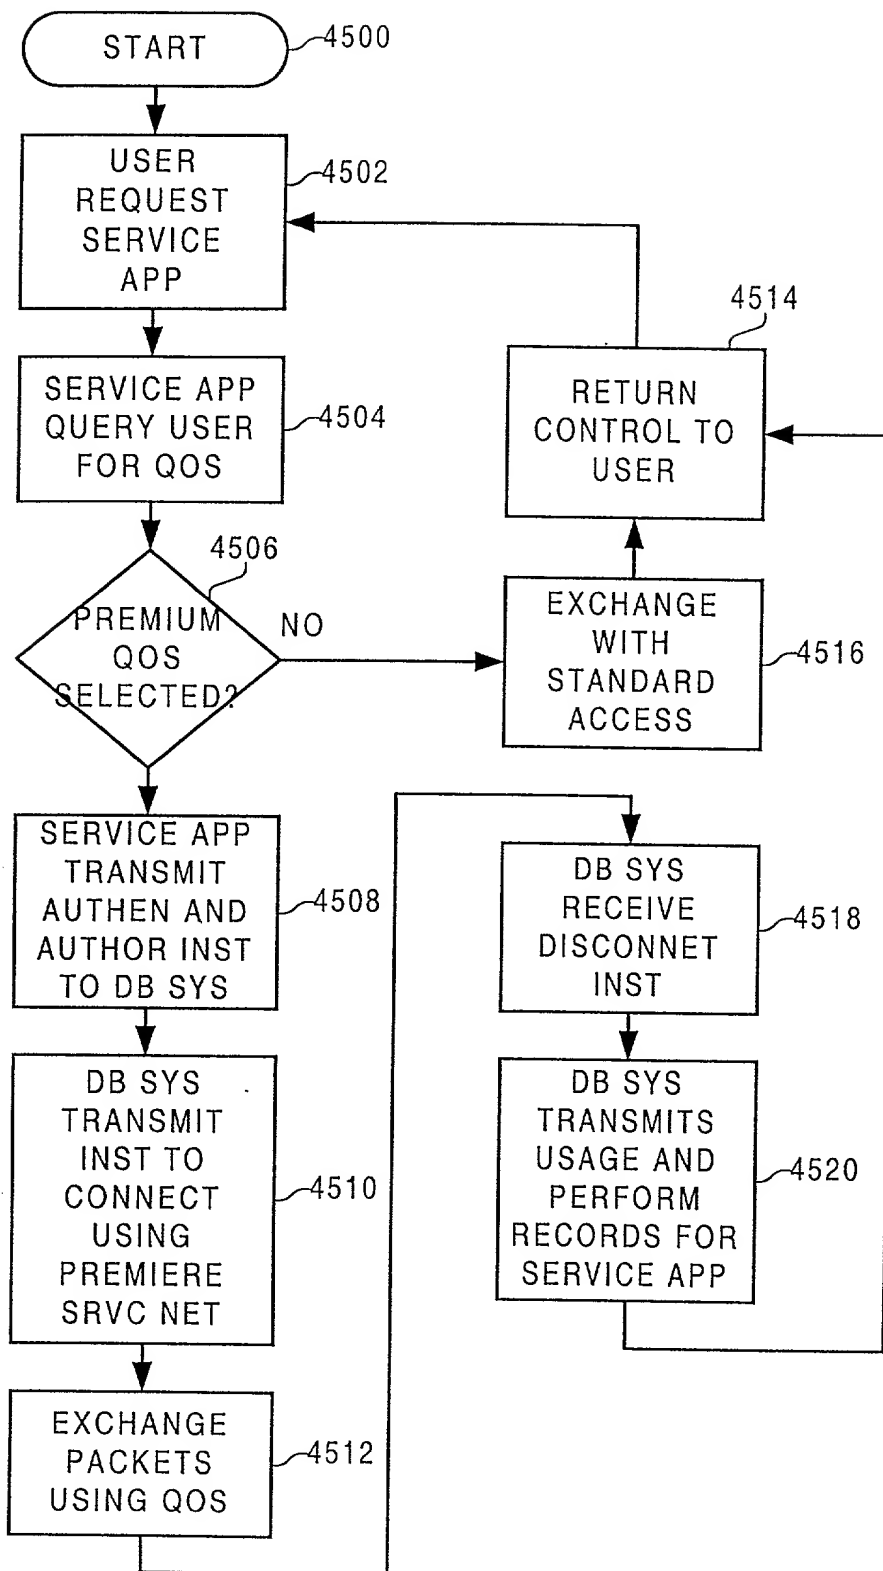 START
4500
USER
REQUEST
SERVICE
APP
4502
SERVICE APP
QUERY USER
FOR QOS
4504
4506
PREMIUM
QOS
SELECTED?
NO
4514
RETURN
CONTROL TO
USER
EXCHANGE
WITH
STANDARD
ACCESS
4516
SERVICE APP
TRANSMIT
AUTHEN AND
AUTHOR INST
TO DB SYS
4508
DB SYS
TRANSMIT
INST TO
CONNECT
USING
PREMIERE
SRVC NET
4510
EXCHANGE
PACKETS
USING QOS
4512
DB SYS
RECEIVE
DISCONNET
INST
4518
DB SYS
TRANSMITS
USAGE AND
PERFORM
RECORDS FOR
SERVICE APP
4520